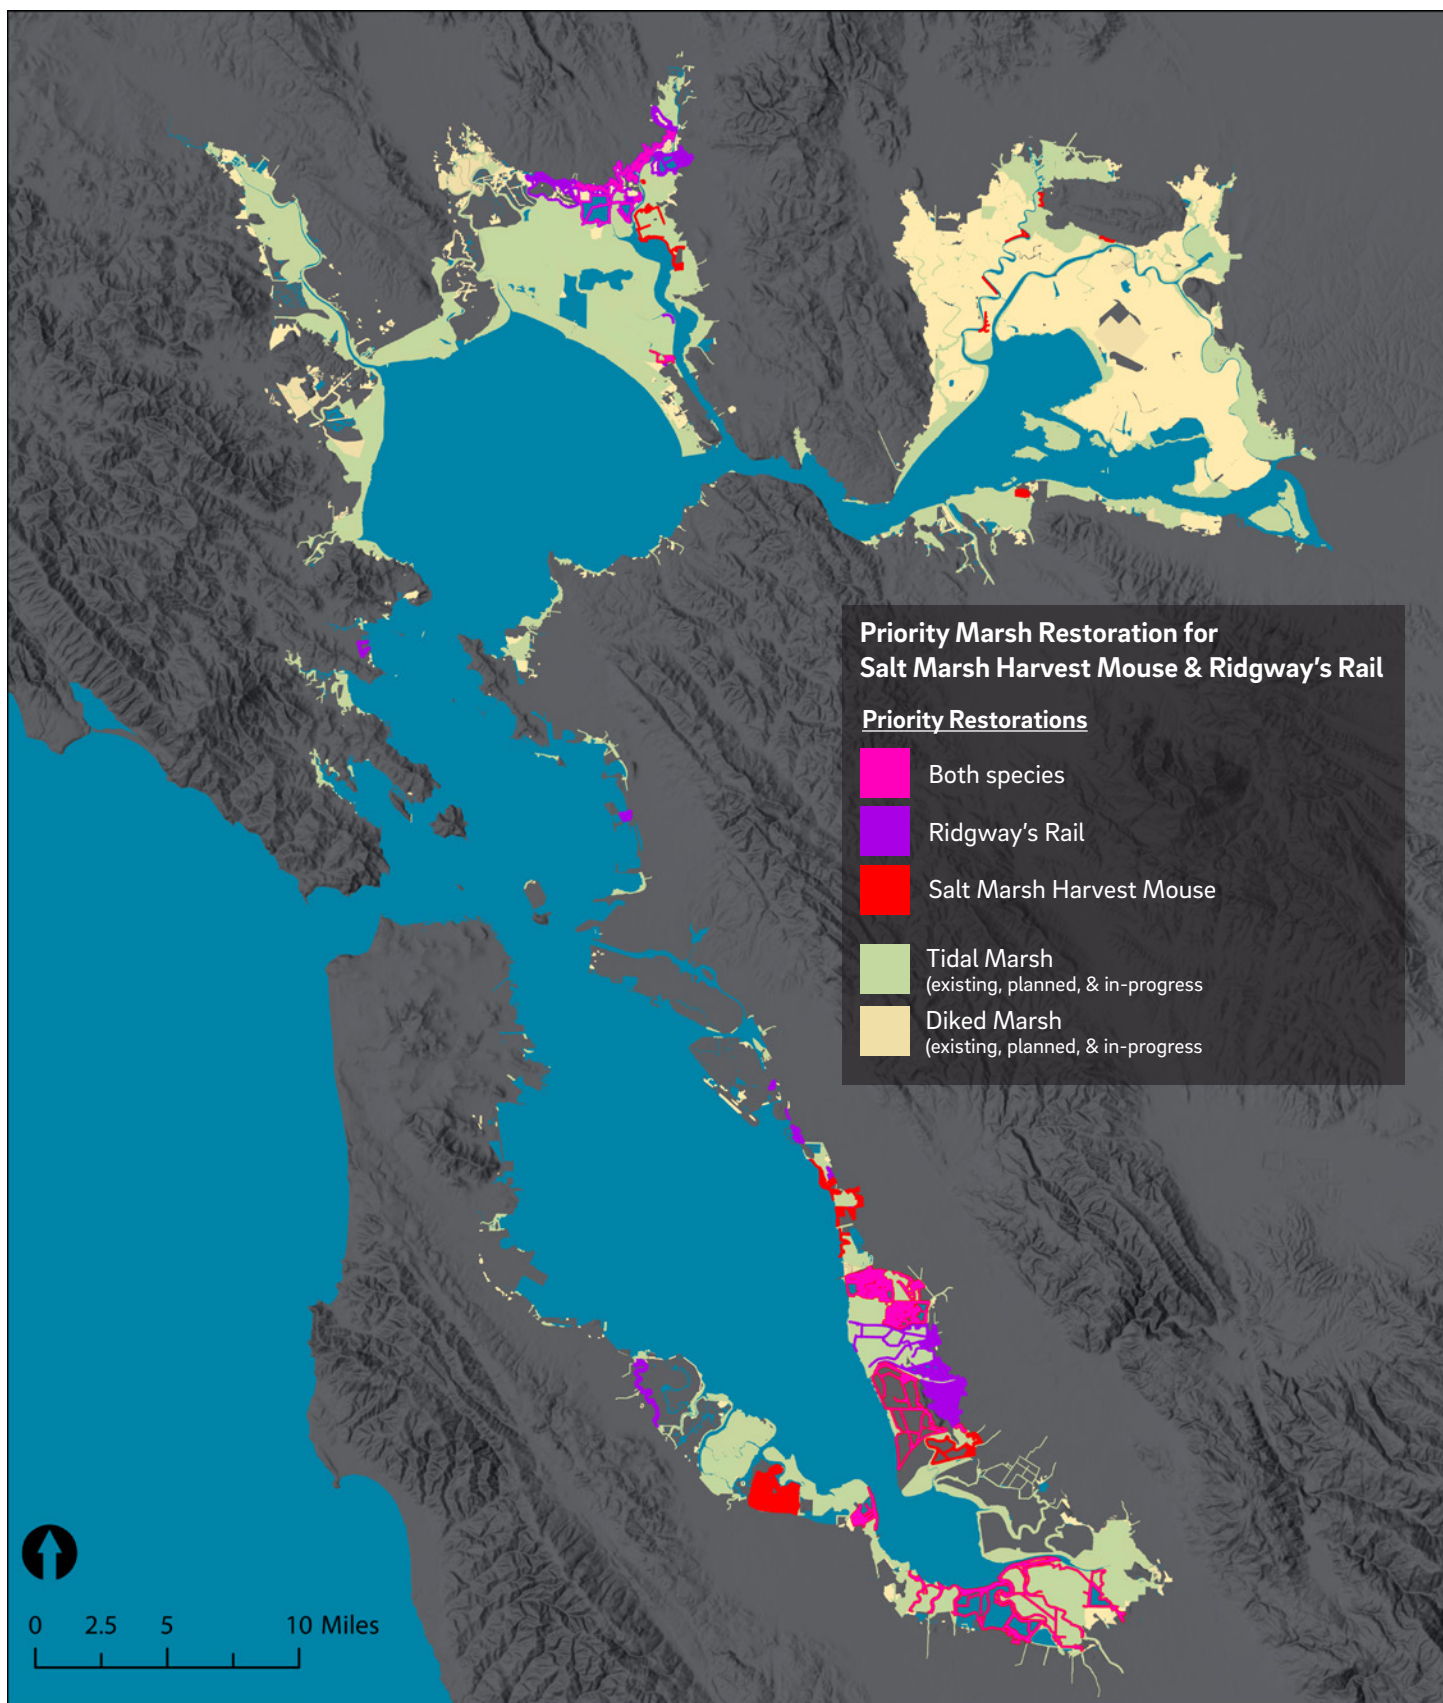 Priority Marsh Restoration for
Salt Marsh Harvest Mouse & Ridgway's Rail
Priority Restorations
Both species
Ridgway's Rail
Salt Marsh Harvest Mouse
Tidal Marsh
(existing, planned, & in-progress
Diked Marsh
(existing, planned, & in-progress
0 2.5 5 10 Miles